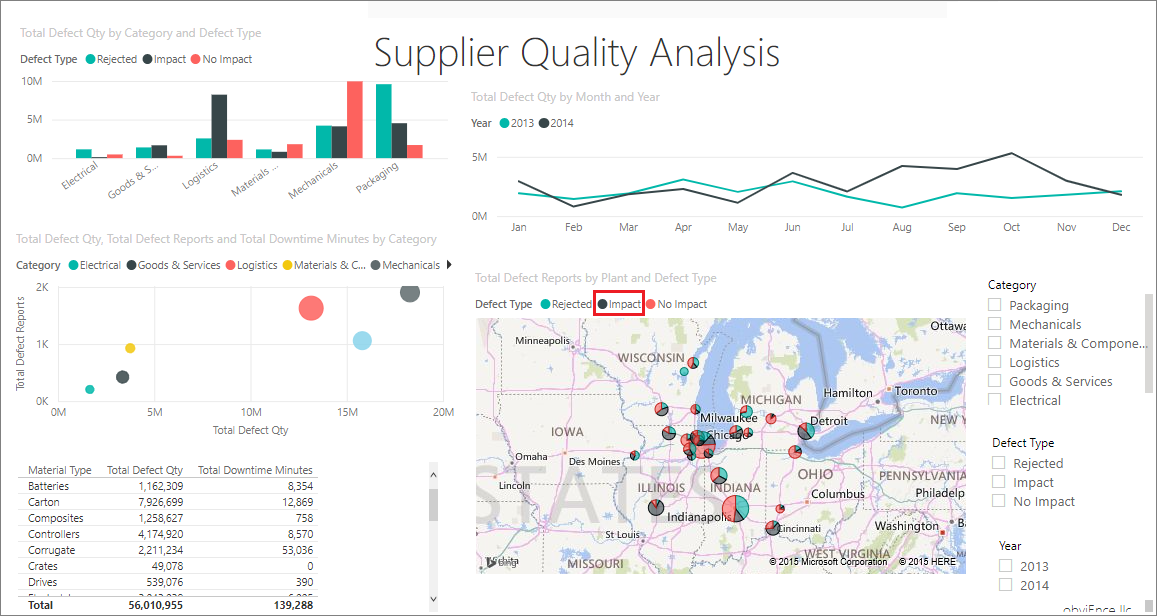 Total Defect Qty by Category and Defect Type
Defect Type Rejected Impact No Impact
10M
5M
0M
Electrical
Goods & S...
Logistics
Materials ...
Mechanicals
Packaging
Supplier Quality Analysis
Total Defect Qty by Month and Year
Year 2013 2014
5M
0M
Jan Feb Mar Apr May Jun Jul Aug Sep Oct Nov Dec
Total Defect Qty, Total Defect Reports and Total Downtime Minutes by Category
Category Electrical Goods & Services Logistics Materials & C... Mechanicals
Total Defect Reports
2K
1K
0K
0M 5M 10M 15M 20M
Total Defect Qty
Total Defect Reports by Plant and Defect Type
Defect Type Rejected Impact No Impact
Ottawa
Minneapolis
WISCONSIN
Hamilton
Toronto
MICHIGAN
Milwaukee
Detroit
NEW
IOWA
Chicago
Omaha
Des Moines
OHIO
PENNSYLVANIA
Lincoln
STATES
ILLINOIS
INDIANA
Columbus
Philadelp
Indianapolis
Cincinnati
Washington
Ba
St Louis
WEST VIRGINIA
MISSOURI
Bing
© 2015 Microsoft Corporation © 2015 HERE
Category
Packaging
Mechanicals
Materials & Compone...
Logistics
Goods & Services
Electrical
Defect Type
Rejected
Impact
No Impact
Year
2013
2014
obviEnce llc
Material Type Total Defect Qty Total Downtime Minutes
Batteries 1,162,309 8,354
Carton 7,926,699 12,869
Composites 1,258,627 758
Controllers 4,174,920 8,570
Corrugate 2,211,234 53,036
Crates 49,078 0
Drives 539,076 390
Total 56,010,955 139,288